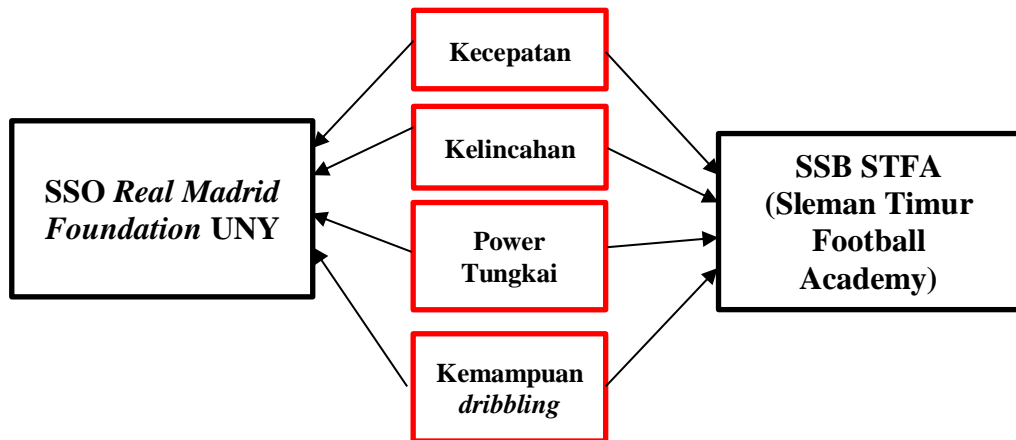 SSO Real Madrid
Foundation UNY
Kecepatan
Kelincahan
Power
Tungkai
Kemampuan
dribbling
SSB STFA
(Sleman Timur
Football
Academy)